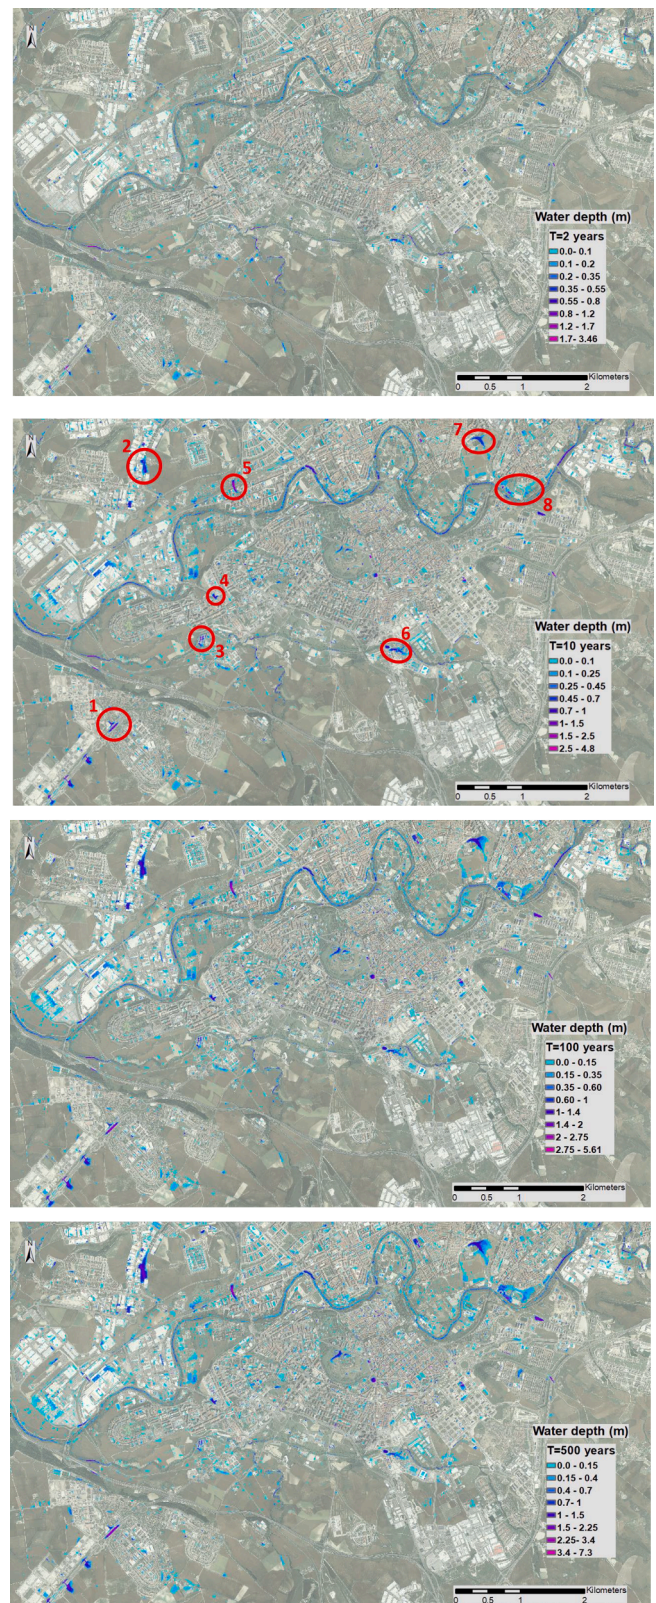 N
Water depth (m)
T=2 years
0.0- 0.1
0.1 - 0.2
0.2 - 0.35
0.35 - 0.55
0.55 - 0.8
0.8 - 1.2
1.2 - 1.7
1.7- 3.46
Kilometers
0 0.5 1 2
N
2
7
5
8
4
3
6
1
Water depth (m)
T=10 years
0.0 - 0.1
0.1 - 0.25
0.25 - 0.45
0.45 - 0.7
0.7 - 1
1- 1.5
1.5 - 2.5
2.5 - 4.8
Kilometers
0 0.5 1 2
N
Water depth (m)
T=100 years
0.0 - 0.15
0.15 - 0.35
0.35 - 0.60
0.60 - 1
1- 1.4
1.4 - 2
2 - 2.75
2.75 - 5.61
Kilometers
0 0.5 1 2
N
Water depth (m)
T=500 years
0.0 - 0.15
0.15 - 0.4
0.4 - 0.7
0.7- 1
1 - 1.5
1.5 - 2.25
2.25- 3.4
3.4 - 7.3
Kilometers
0 0.5 1 2